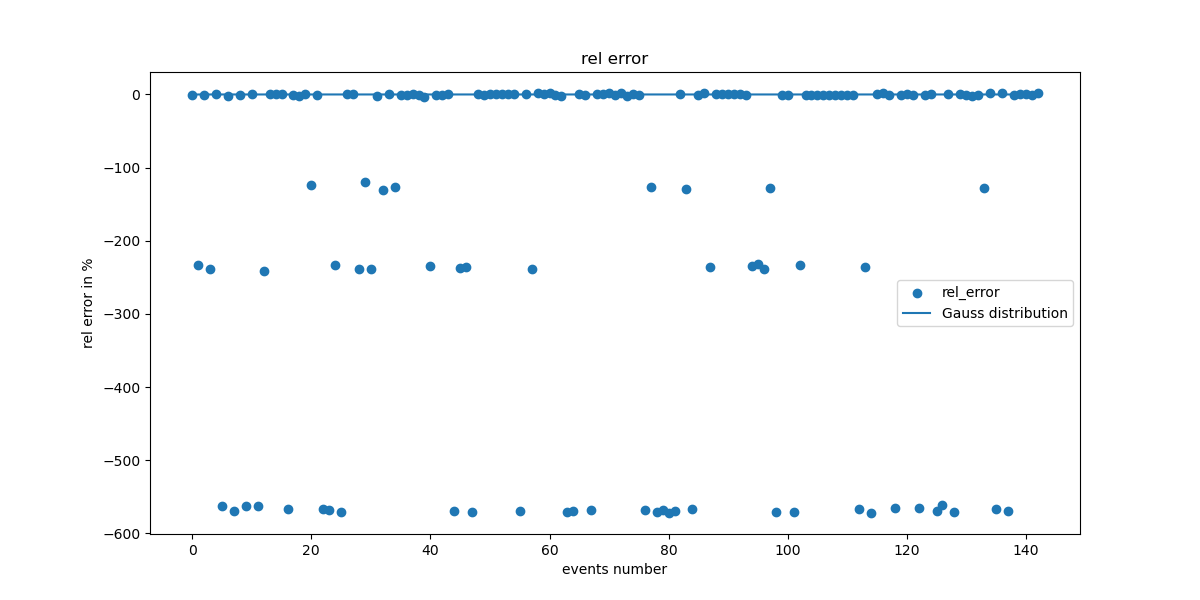 rel error
0
−100
−200
−300
−400
−500
−600
rel error in %
rel_error
Gauss distribution
0 20 40 60 80 100 120 140
events number